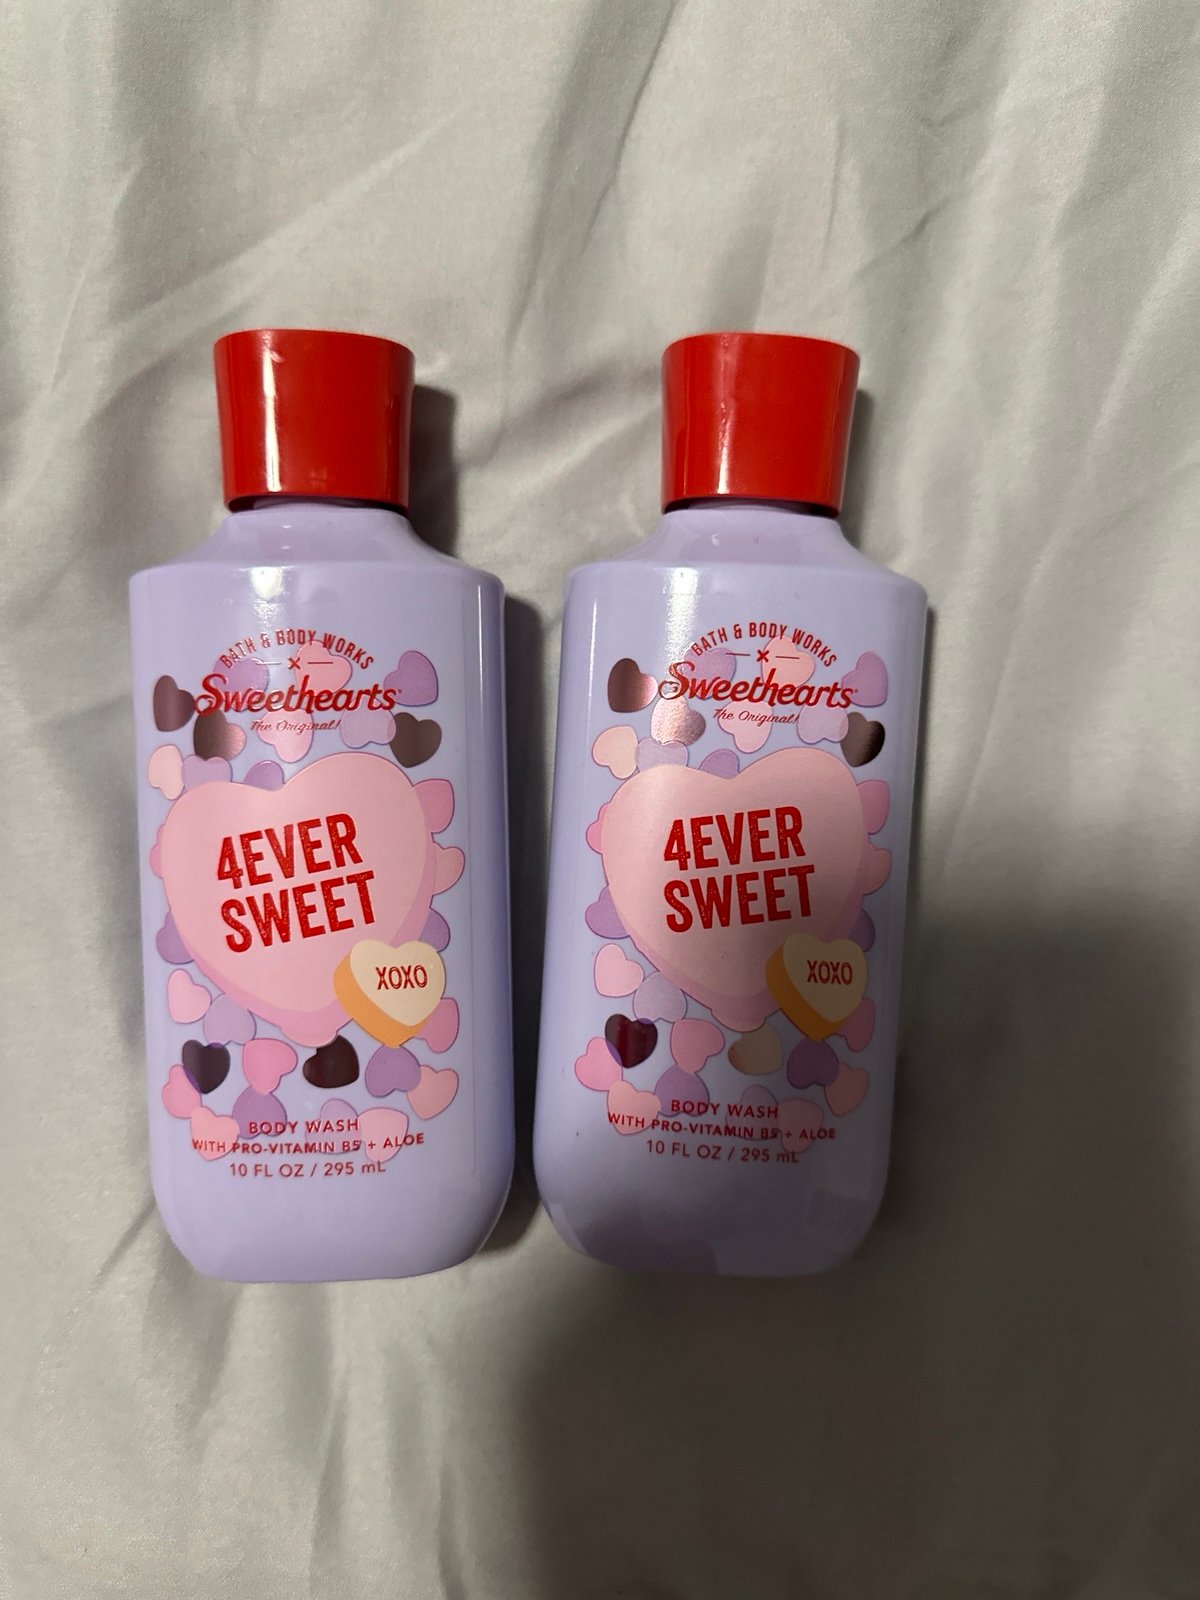 BATH & BODY WORKS
x
Sweethearts®
The Original!
4EVER
SWEET
XOXO
BODY WASH
WITH PRO-VITAMIN B5 + ALOE
10 FL OZ / 295 mL
BATH & BODY WORKS
x
Sweethearts®
The Original!
4EVER
SWEET
XOXO
BODY WASH
WITH PRO-VITAMIN B5 + ALOE
10 FL OZ / 295 mL